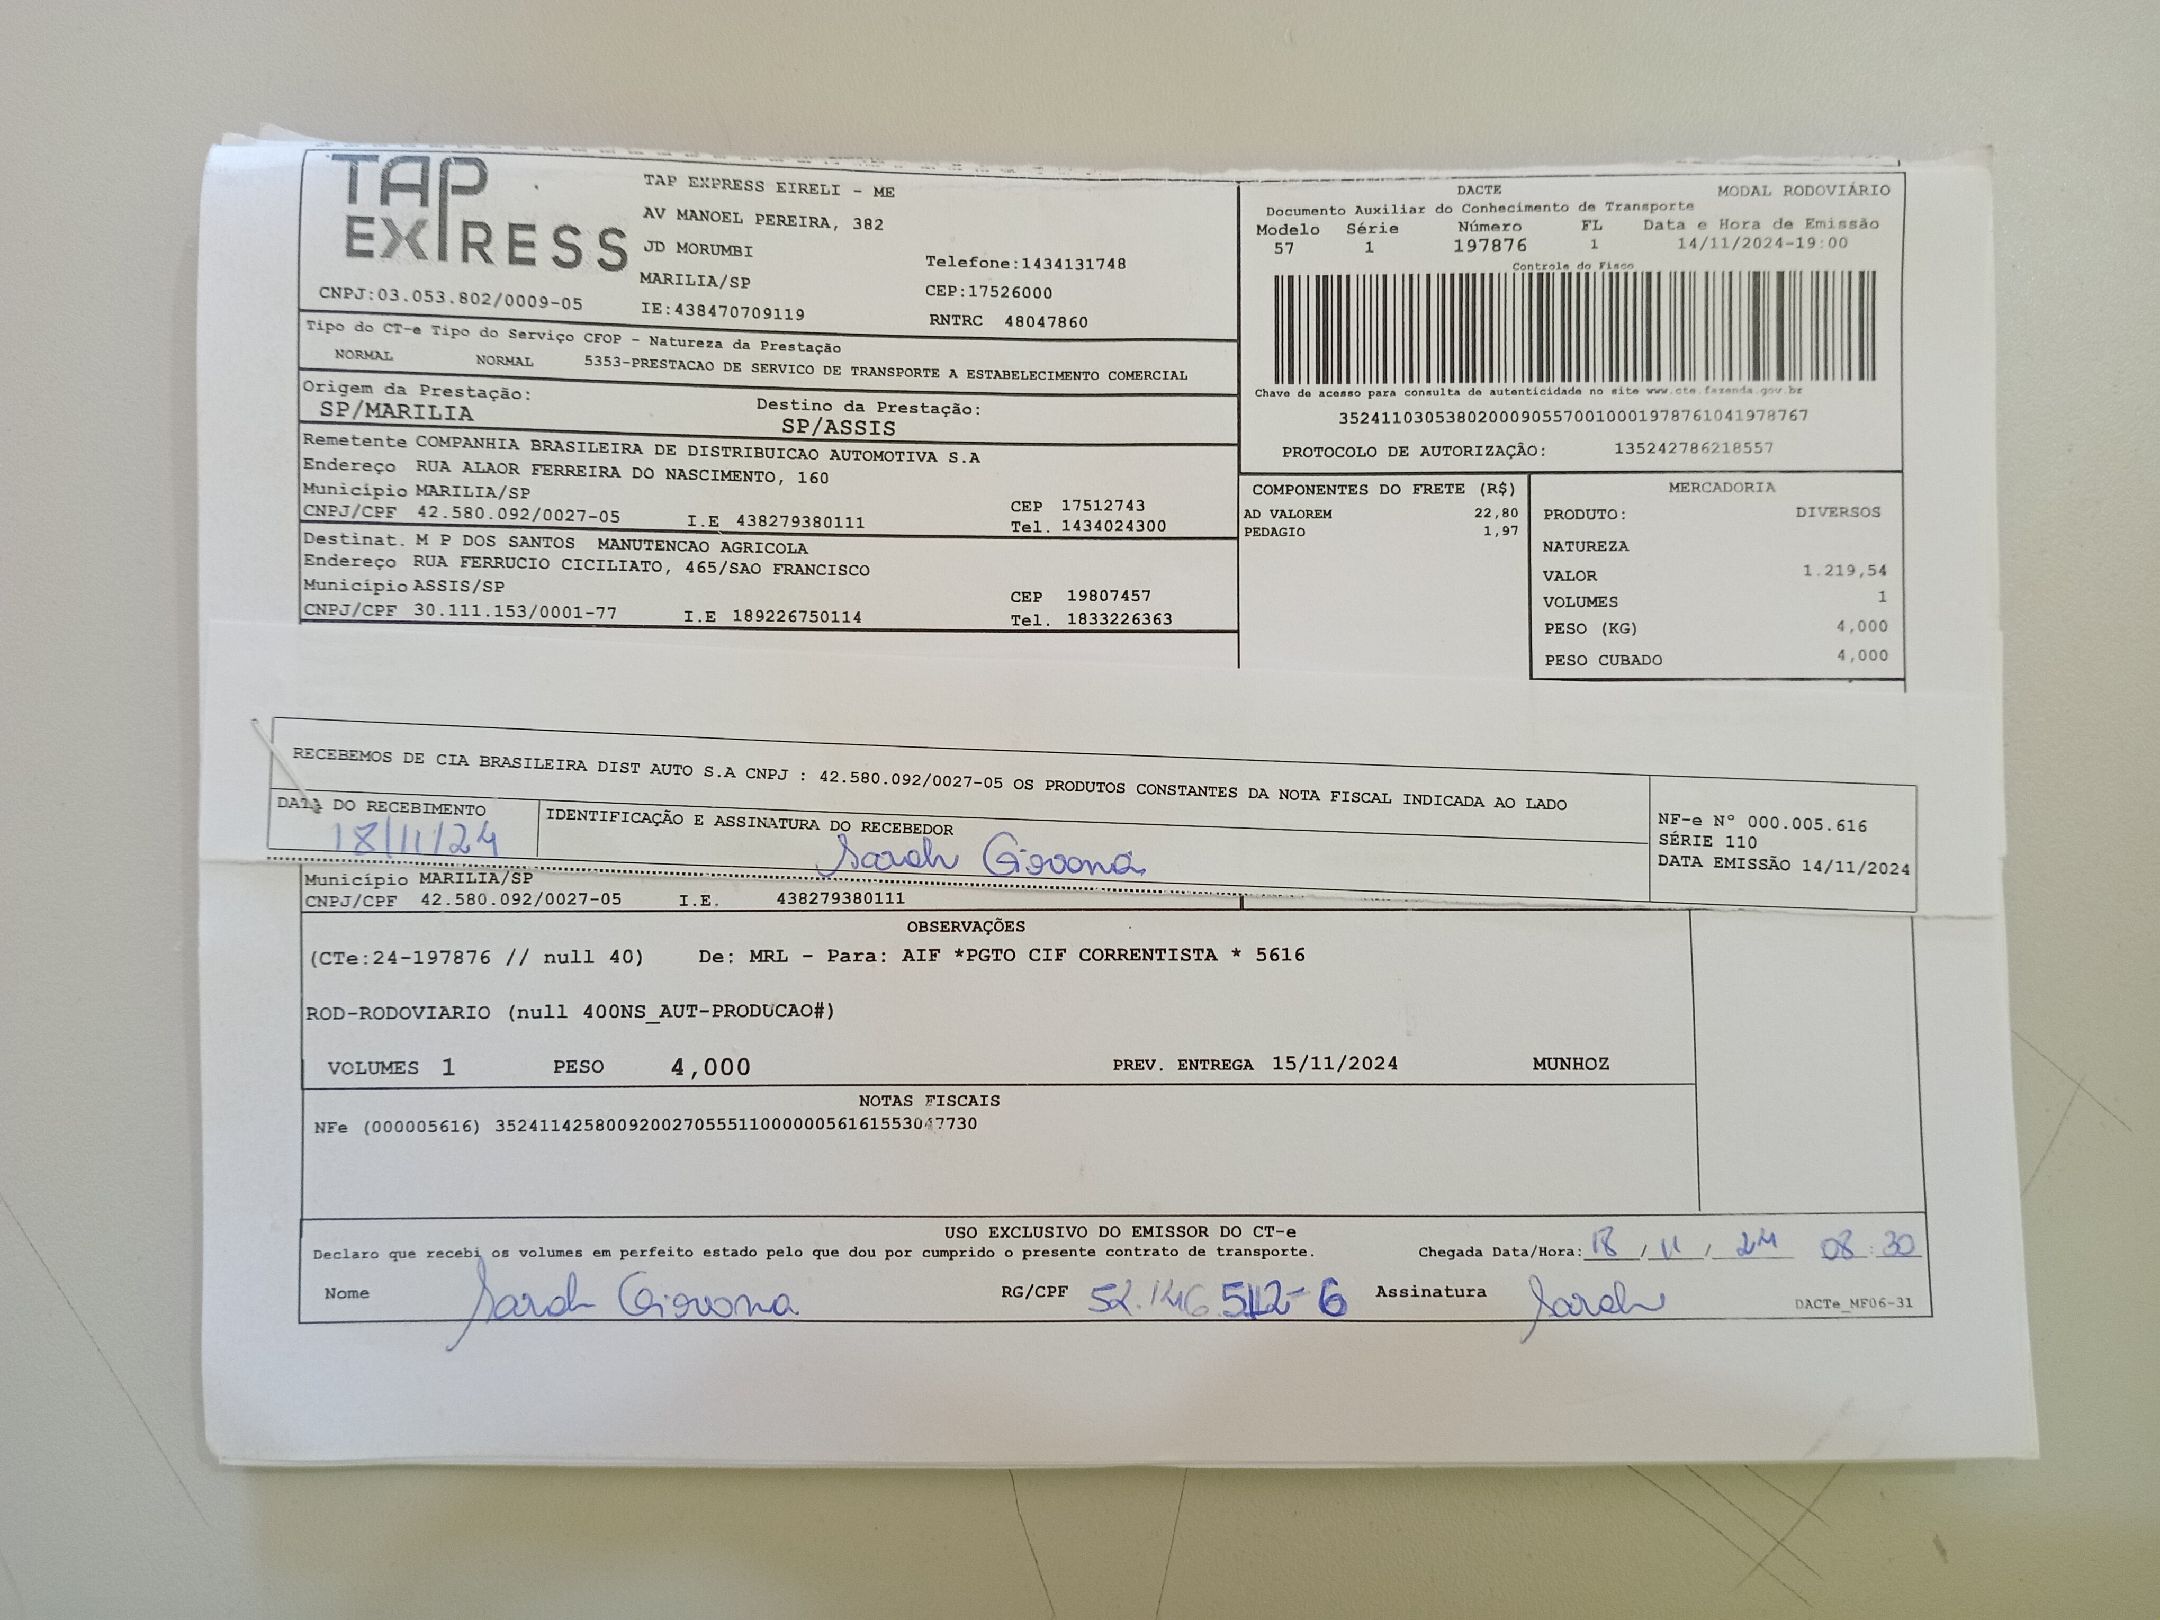 TAP EXPRESS
TAP EXPRESS EIRELI - ME
AV MANOEL PEREIRA, 382
JD MORUMBI
MARILIA/SP
Telefone:1434131748
CEP:17526000
CNPJ:03.053.802/0009-05
IE:438470709119
RNTRC 48047860
Tipo do CT-e Tipo do Serviço CFOP - Natureza da Prestação
NORMAL NORMAL 5353-PRESTACAO DE SERVICO DE TRANSPORTE A ESTABELECIMENTO COMERCIAL
Origem da Prestação:
SP/MARILIA
Destino da Prestação:
SP/ASSIS
Remetente COMPANHIA BRASILEIRA DE DISTRIBUICAO AUTOMOTIVA S.A
Endereço RUA ALAOR FERREIRA DO NASCIMENTO, 160
Município MARILIA/SP CEP 17512743
CNPJ/CPF 42.580.092/0027-05 I.E 438279380111 Tel. 1434024300
Destinat. M P DOS SANTOS MANUTENCAO AGRICOLA
Endereço RUA FERRUCIO CICILIATO, 465/SAO FRANCISCO
Município ASSIS/SP CEP 19807457
CNPJ/CPF 30.111.153/0001-77 I.E 189226750114 Tel. 1833226363
DACTE MODAL RODOVIÁRIO
Documento Auxiliar do Conhecimento de Transporte
Modelo Série Número FL Data e Hora de Emissão
57 1 197876 1 14/11/2024-19:00
Controle do Fisco
Chave de acesso para consulta de autenticidade no site www.cte.fazenda.gov.br
35241103053802000905570010001978761041978767
PROTOCOLO DE AUTORIZAÇÃO: 135242786218557
COMPONENTES DO FRETE (R$)
AD VALOREM 22,80
PEDAGIO 1,97
MERCADORIA
PRODUTO: DIVERSOS
NATUREZA
VALOR 1.219,54
VOLUMES 1
PESO (KG) 4,000
PESO CUBADO 4,000
RECEBEMOS DE CIA BRASILEIRA DIST AUTO S.A CNPJ : 42.580.092/0027-05 OS PRODUTOS CONSTANTES DA NOTA FISCAL INDICADA AO LADO
DATA DO RECEBIMENTO
18/11/24
IDENTIFICAÇÃO E ASSINATURA DO RECEBEDOR
Sarah Giovona
NF-e Nº 000.005.616
SÉRIE 110
DATA EMISSÃO 14/11/2024
Município MARILIA/SP
CNPJ/CPF 42.580.092/0027-05 I.E. 438279380111
OBSERVAÇÕES
(CTe:24-197876 // null 40) De: MRL - Para: AIF *PGTO CIF CORRENTISTA * 5616
ROD-RODOVIARIO (null 400NS_AUT-PRODUCAO#)
VOLUMES 1 PESO 4,000 PREV. ENTREGA 15/11/2024 MUNHOZ
NOTAS FISCAIS
NFe (000005616)
USO EXCLUSIVO DO EMISSOR DO CT-e
Declaro que recebi os volumes em perfeito estado pelo que dou por cumprido o presente contrato de transporte. Chegada Data/Hora: 18 / 11 / 24 08:30
Nome Sarah Giovona RG/CPF 52.146.542-6 Assinatura Sarah
DACTe_MF06-31